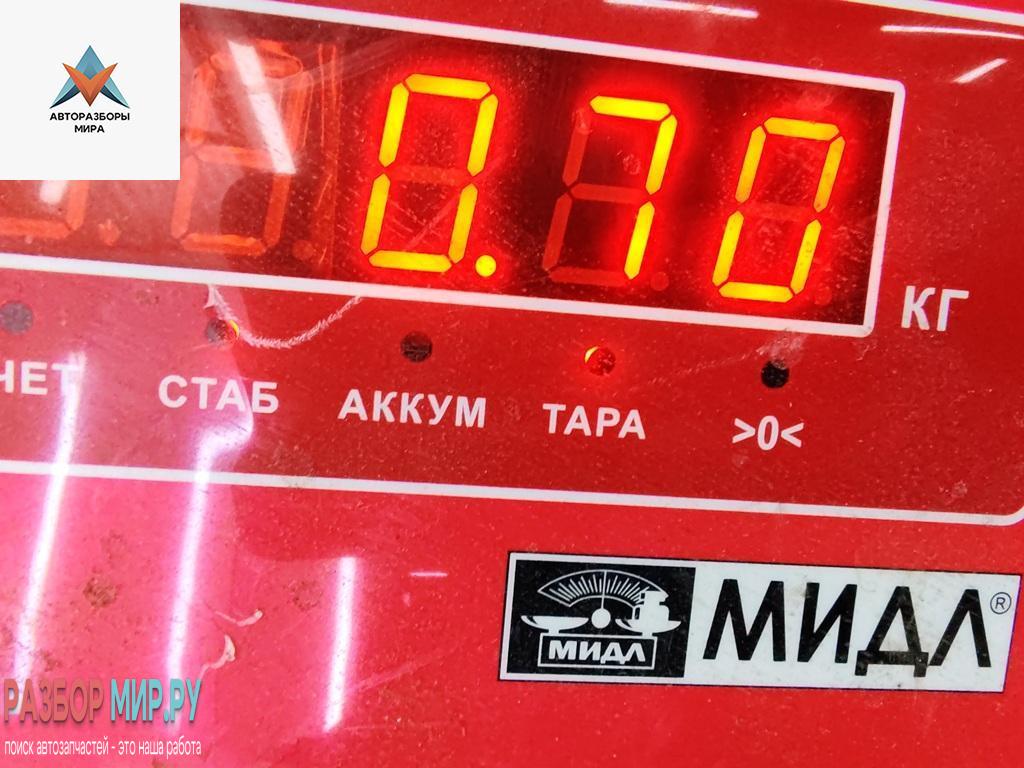 АВТОРАЗБОРЫ
МИРА
0.70
КГ
ЧЕТ СТАБ АККУМ ТАРА >0<
МИДЛ
МИДЛ®
РАЗБОР МИР.РУ
поиск автозапчастей - это наша работа